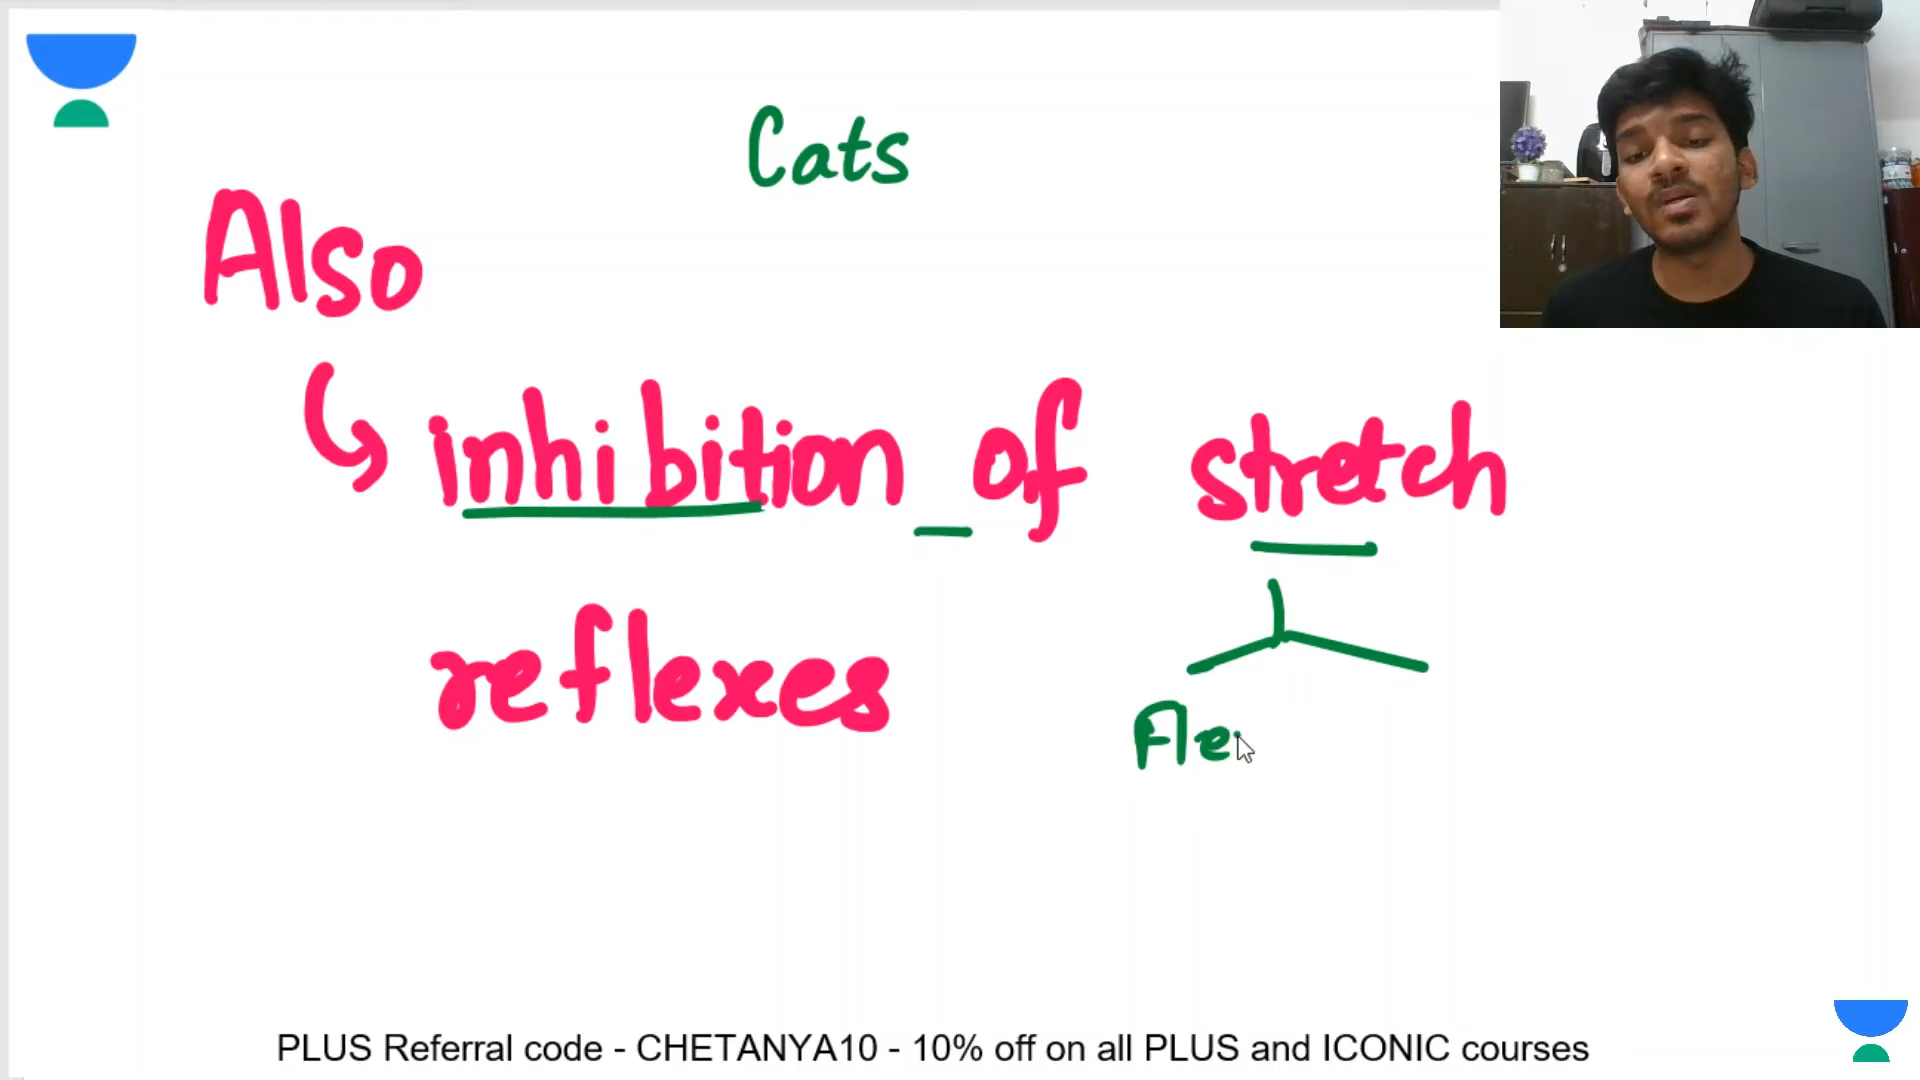 Cats
Also
inhibition of stretch
reflexes
Fle
PLUS Referral code - CHETANYA10 - 10% off on all PLUS and ICONIC courses